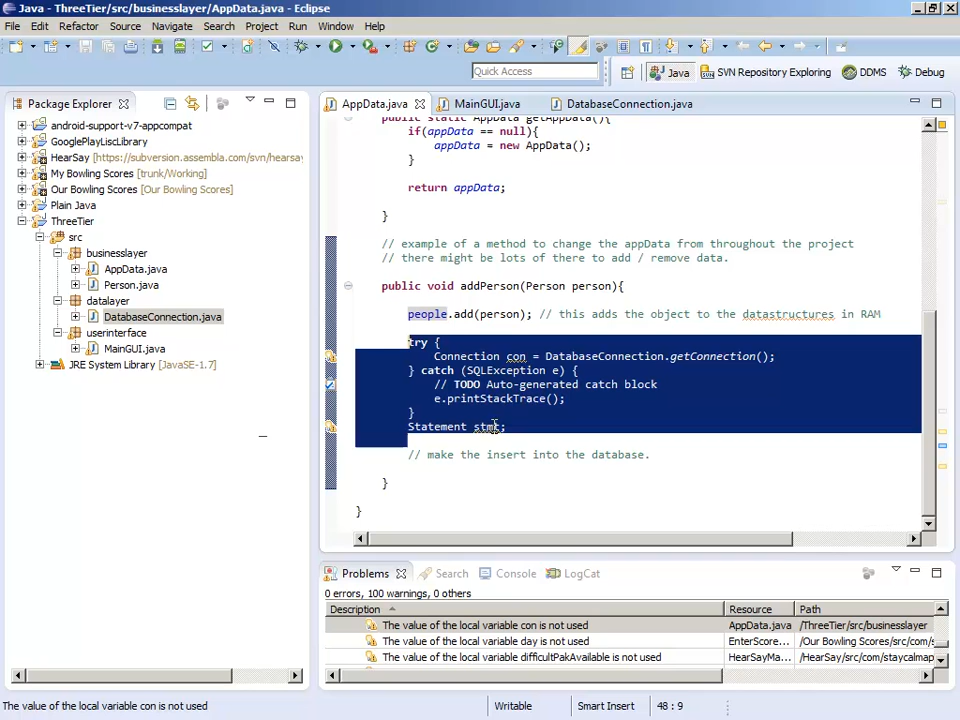 Java - ThreeTier/src/businesslayer/AppData.java - Eclipse
File Edit Refactor Source Navigate Search Project Run Window Help
Quick Access
Java SVN Repository Exploring DDMS Debug
Package Explorer
AppData.java MainGUI.java DatabaseConnection.java
android-support-v7-appcompat
GooglePlayLiscLibrary
HearSay [https://subversion.assembla.com/svn/hearsay
My Bowling Scores [trunk/Working]
Our Bowling Scores [Our Bowling Scores]
Plain Java
ThreeTier
src
businesslayer
AppData.java
Person.java
datalayer
DatabaseConnection.java
userinterface
MainGUI.java
JRE System Library [JavaSE-1.7]
public static AppData getAppData(){
if(appData == null){
appData = new AppData();
}
return appData;
}
// example of a method to change the appData from throughout the project
// there might be lots of there to add / remove data.
public void addPerson(Person person){
people.add(person); // this adds the object to the datastructures in RAM
try {
Connection con = DatabaseConnection.getConnection();
} catch (SQLException e) {
// TODO Auto-generated catch block
e.printStackTrace();
}
Statement stmt;
// make the insert into the database.
}
}
Problems Search Console LogCat
0 errors, 100 warnings, 0 others
Description Resource Path
The value of the local variable con is not used AppData.java /ThreeTier/src/businesslayer
The value of the local variable day is not used EnterScore... /Our Bowling Scores/src/com/s
The value of the local variable difficultPakAvailable is not used HearSayMa... /HearSay/src/com/staycalmap
The value of the local variable con is not used Writable Smart Insert 48 : 9